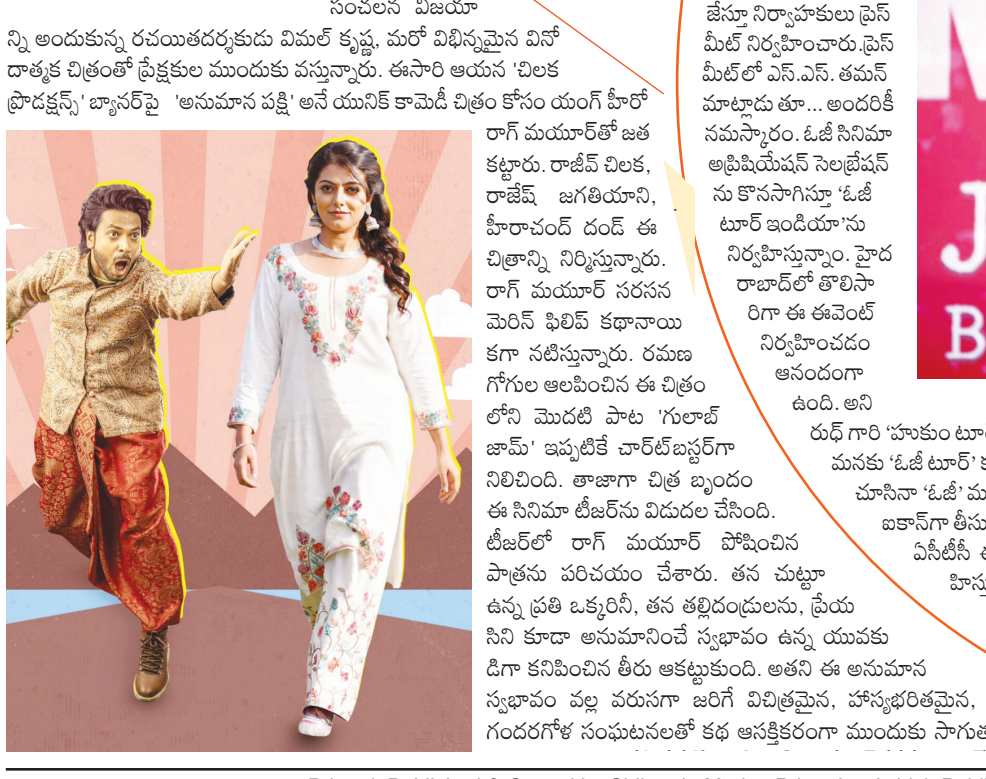 సంచలన విజయా
న్ని అందుకున్న రచయితదర్శకుడు విమల్ కృష్ణ, మరో విభిన్నమైన వినో
దాత్మక చిత్రంతో ప్రేక్షకుల ముందుకు వస్తున్నారు. ఈసారి ఆయన 'చిలక
ప్రొడక్షన్స్' బ్యానర్‌పై 'అనుమాన పక్షి' అనే యునిక్ కామెడీ చిత్రం కోసం యంగ్ హీరో
రాగ్ మయూర్‌తో జత
కట్టారు. రాజీవ్ చిలక,
రాజేష్ జగతియాని,
హీరాచంద్ దండ్ ఈ
చిత్రాన్ని నిర్మిస్తున్నారు.
రాగ్ మయూర్ సరసన
మెరిన్ ఫిలిప్ కథానాయి
కగా నటిస్తున్నారు. రమణ
గోగుల ఆలపించిన ఈ చిత్రం
లోని మొదటి పాట 'గులాబ్
జామ్' ఇప్పటికే చార్ట్‌బస్టర్‌గా
నిలిచింది. తాజాగా చిత్ర బృందం
ఈ సినిమా టీజర్‌ను విడుదల చేసింది.
టీజర్‌లో రాగ్ మయూర్ పోషించిన
పాత్రను పరిచయం చేశారు. తన చుట్టూ
ఉన్న ప్రతి ఒక్కరినీ, తన తల్లిదండ్రులను, ప్రేయ
సిని కూడా అనుమానించే స్వభావం ఉన్న యువకు
డిగా కనిపించిన తీరు ఆకట్టుకుంది. అతని ఈ అనుమాన
స్వభావం వల్ల వరుసగా జరిగే విచిత్రమైన, హాస్యభరితమైన,
గందరగోళ సంఘటనలతో కథ ఆసక్తికరంగా ముందుకు సాగుత
జేస్తూ నిర్వాహకులు ప్రెస్
మీట్ నిర్వహించారు.ప్రెస్
మీట్‌లో ఎస్.ఎస్. తమన్
మాట్లాడు తూ... అందరికీ
నమస్కారం. ఓజీ సినిమా
అప్రిషియేషన్ సెలబ్రేషన్
ను కొనసాగిస్తూ 'ఓజీ
టూర్ ఇండియా'ను
నిర్వహిస్తున్నాం. హైద
రాబాద్‌లో తొలిసా
రిగా ఈ ఈవెంట్
నిర్వహించడం
ఆనందంగా
ఉంది. అని
రుధ్ గారి 'హుకుం టూ
మనకు 'ఓజీ టూర్'
చూసినా 'ఓజీ' మ
ఐకాన్‌గా తీసు
ఏసీటీసీ
హిస్త
J
B